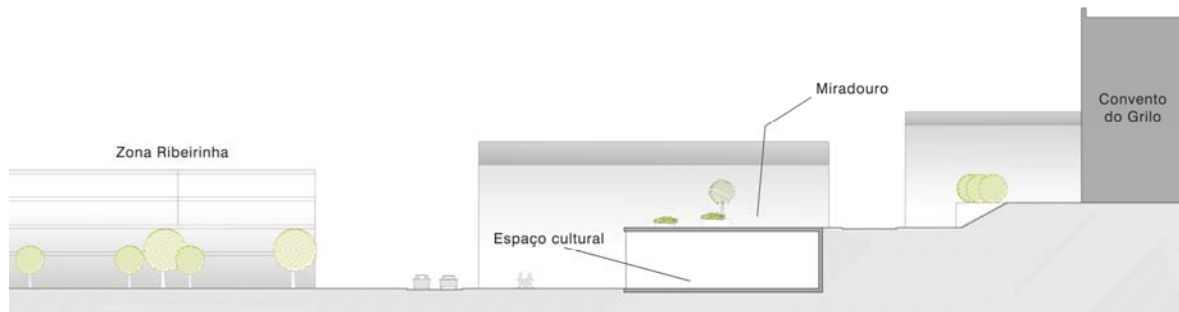 Zona Ribeirinha
Espaço cultural
Miradouro
Convento
do Grilo